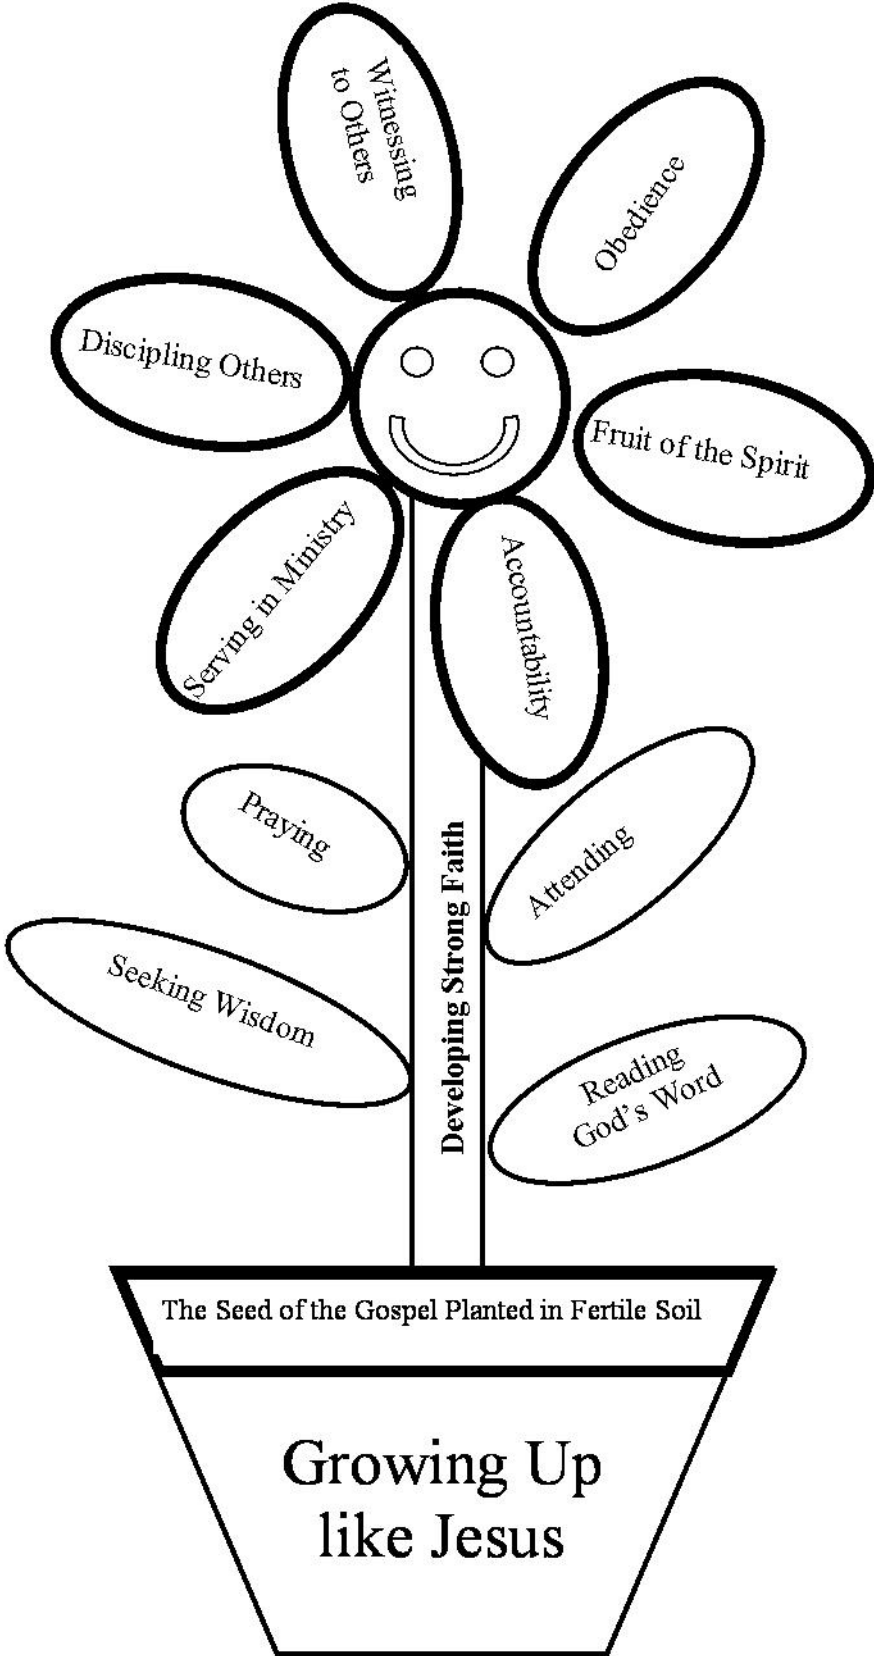 Witnessing
to Others
Obedience
Discipling Others
Fruit of the Spirit
Serving in Ministry
Accountability
Praying
Attending
Developing Strong Faith
Seeking Wisdom
Reading
God's Word
The Seed of the Gospel Planted in Fertile Soil
Growing Up
like Jesus